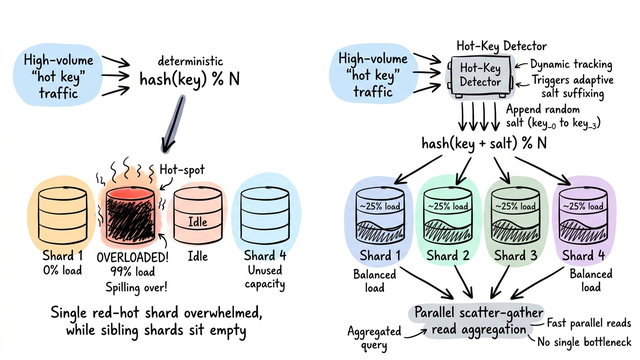 High-volume
"hot key"
traffic
deterministic
hash(key) % N
Hot-spot
Idle
Shard 1
0% load
OVERLOADED!
99% load
Spilling over!
Idle
Shard 4
Unused
capacity
Single red-hot shard overwhelmed,
while sibling shards sit empty
Hot-Key Detector
High-volume
"hot key"
traffic
Hot-Key
Detector
Dynamic tracking
Triggers adaptive
salt suffixing
Append random
salt (key_0 to key_3)
hash(key + salt) % N
~25% load
~25% load
~25% load
~25% load
Shard 1
Shard 2
Shard 3
Shard 4
Balanced
load
Balanced
load
Parallel scatter-gather
read aggregation
Aggregated
query
Fast parallel reads
No single bottleneck